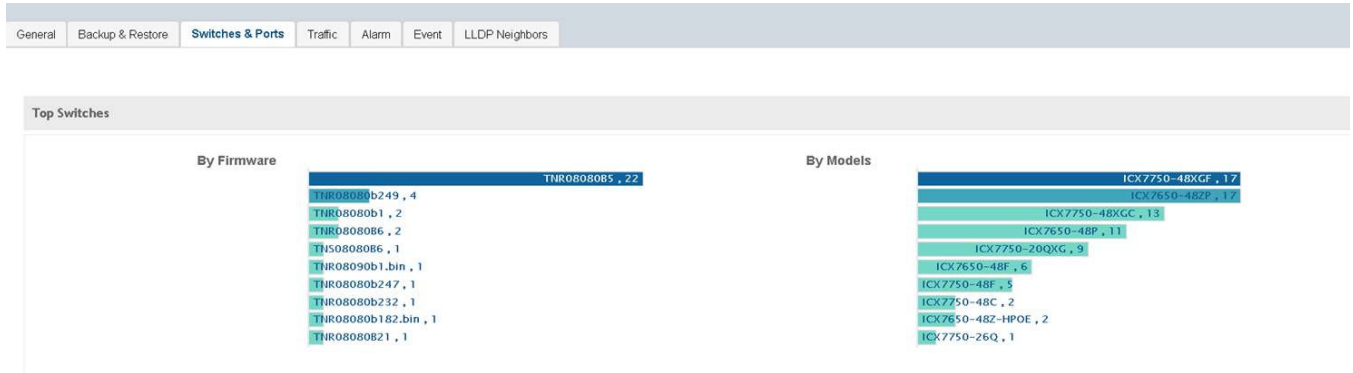 General Backup & Restore Switches & Ports Traffic Alarm Event LLDP Neighbors
Top Switches
By Firmware
TNR08080B5 , 22
TNR08080b249 , 4
TNR08080b1 , 2
TNR08080B6 , 2
TNS08080B6 , 1
TNR08090b1.bin , 1
TNR08080b247 , 1
TNR08080b232 , 1
TNR08080b182.bin , 1
TNR08080B21 , 1
By Models
ICX7750-48XGF , 17
ICX7650-48ZP , 17
ICX7750-48XGC , 13
ICX7650-48P , 11
ICX7750-20QXG , 9
ICX7650-48F , 6
ICX7750-48F , 5
ICX7750-48C , 2
ICX7650-48Z-HPOE , 2
ICX7750-26Q , 1